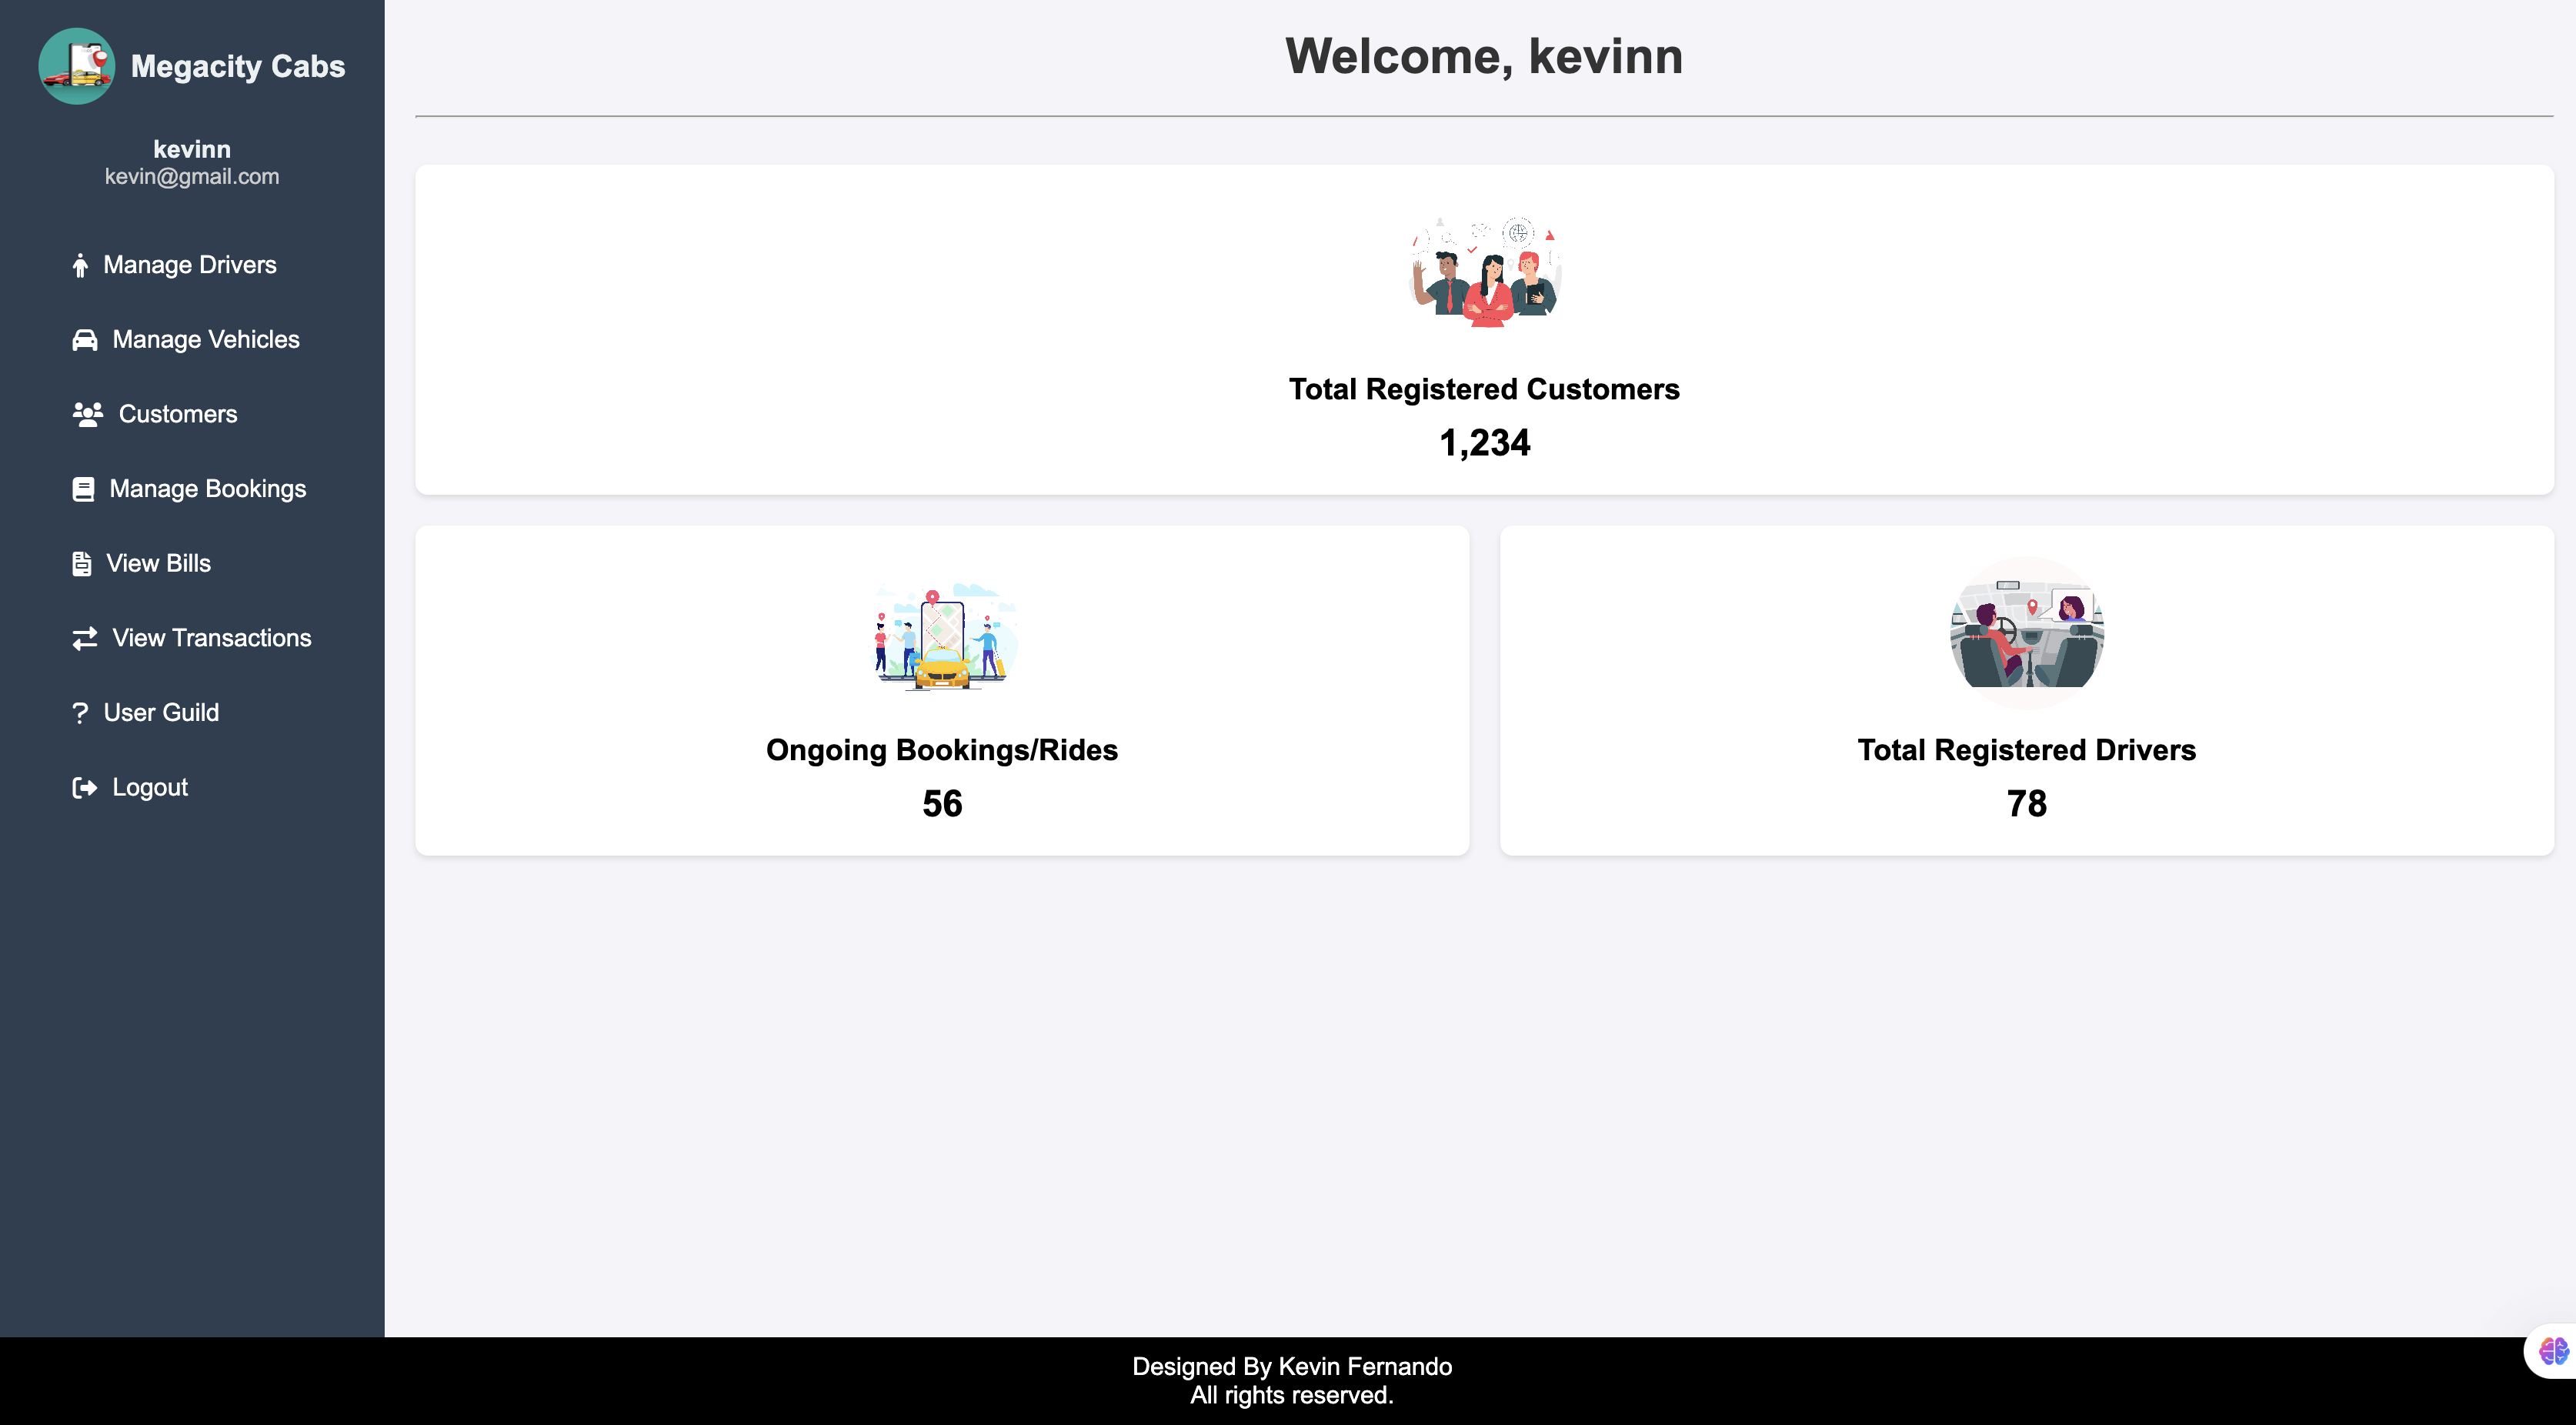 Megacity Cabs
kevinn
kevin@gmail.com
Manage Drivers
Manage Vehicles
Customers
Manage Bookings
View Bills
View Transactions
User Guild
Logout
Welcome, kevinn
Total Registered Customers
1,234
Ongoing Bookings/Rides
56
Total Registered Drivers
78
Designed By Kevin Fernando
All rights reserved.